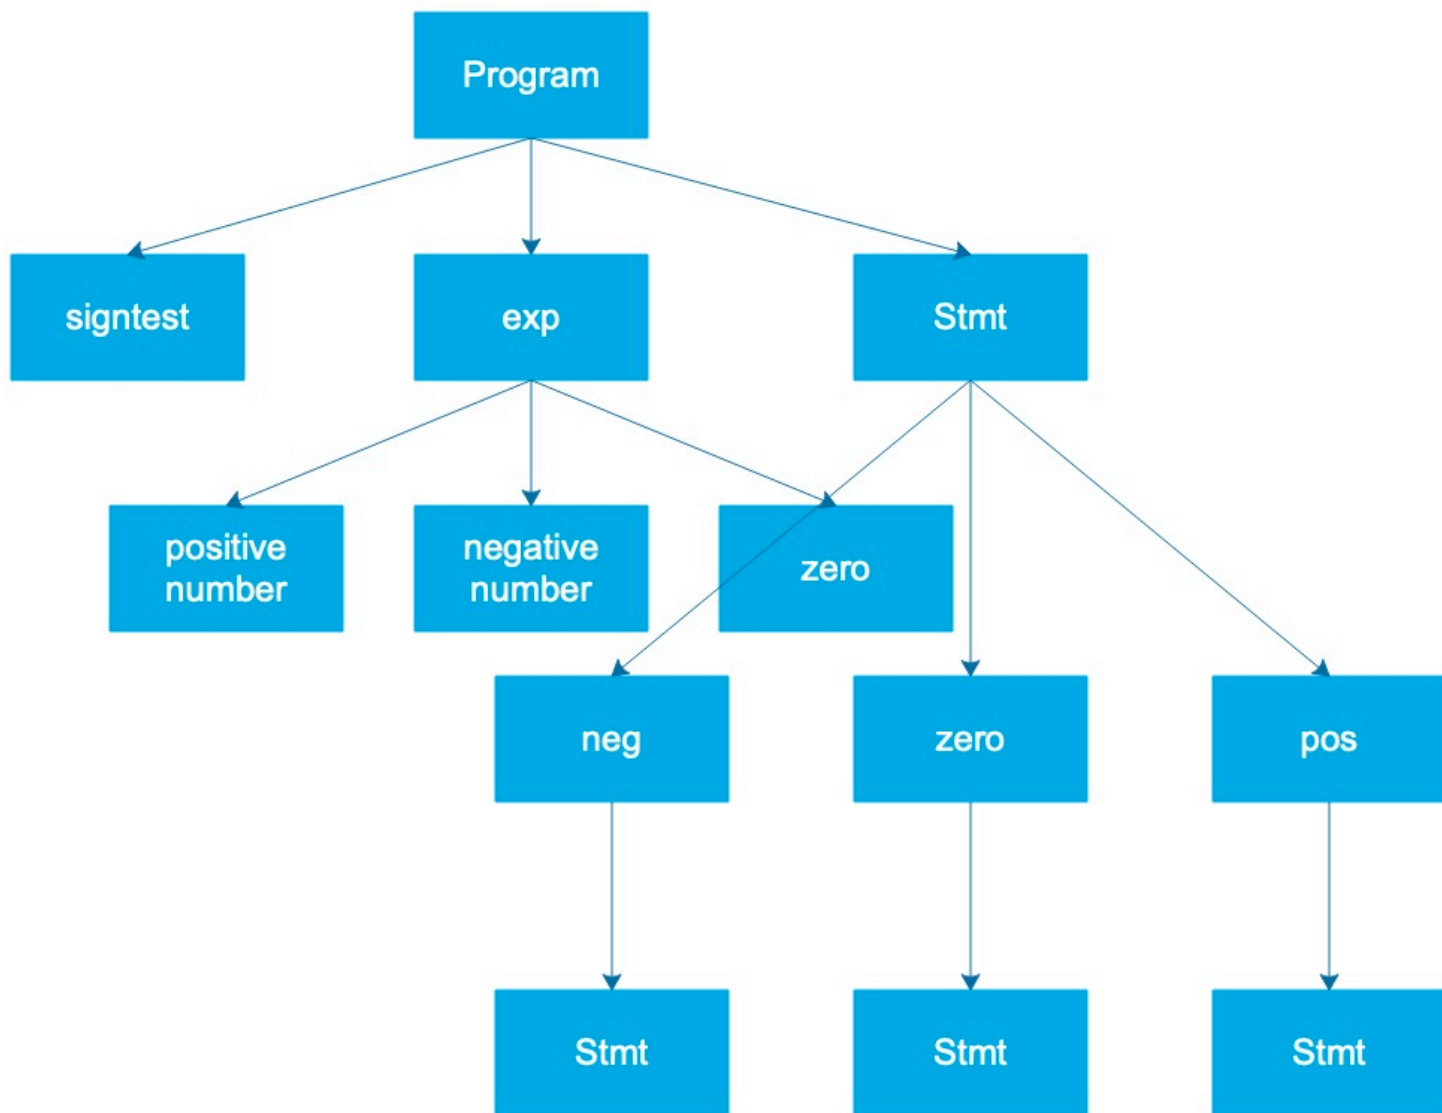 Program
signtest
exp
Stmt
positive
number
negative
number
zero
neg
zero
pos
Stmt
Stmt
Stmt